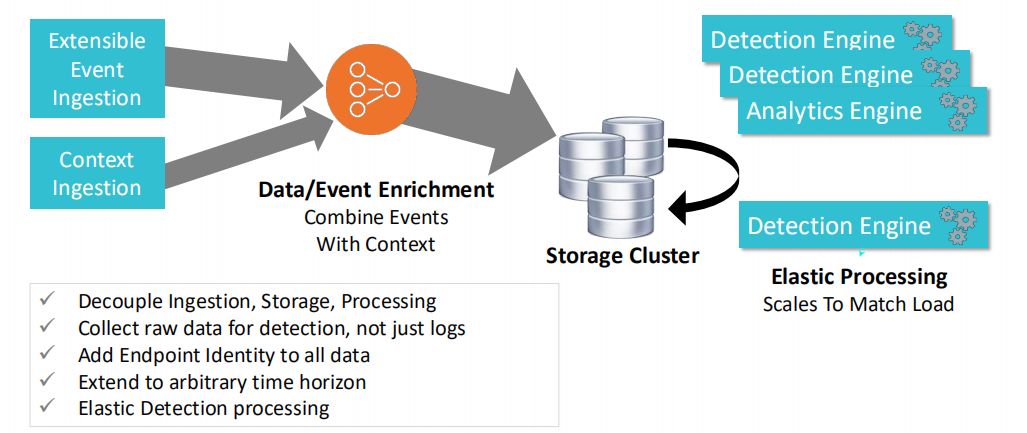 Extensible
Event
Ingestion
Context
Ingestion
Data/Event Enrichment
Combine Events
With Context
Storage Cluster
Detection Engine
Detection Engine
Analytics Engine
Detection Engine
Elastic Processing
Scales To Match Load
✓ Decouple Ingestion, Storage, Processing
✓ Collect raw data for detection, not just logs
✓ Add Endpoint Identity to all data
✓ Extend to arbitrary time horizon
✓ Elastic Detection processing